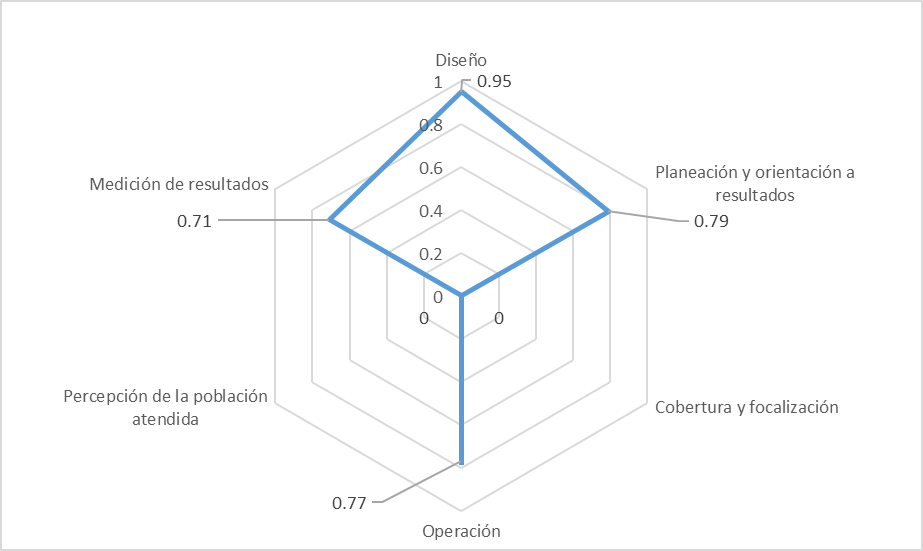 Diseño
1
0.95
0.8
0.6
Planeación y orientación a
resultados
Medición de resultados
0.71
0.4
0.79
0.2
0
0
0
Percepción de la población
atendida
Cobertura y focalización
0.77
Operación